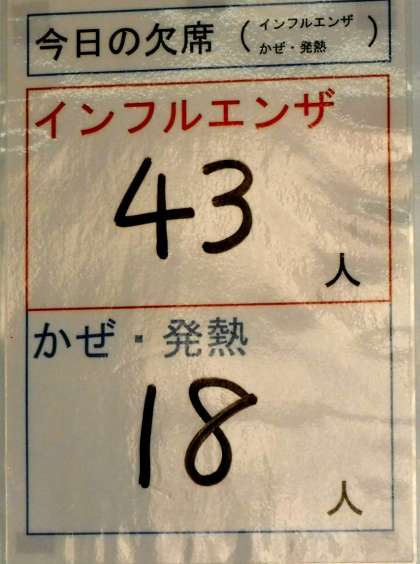 今日の欠席（インフルエンザ
かぜ・発熱）
インフルエンザ
43
人
かぜ・発熱
18
人